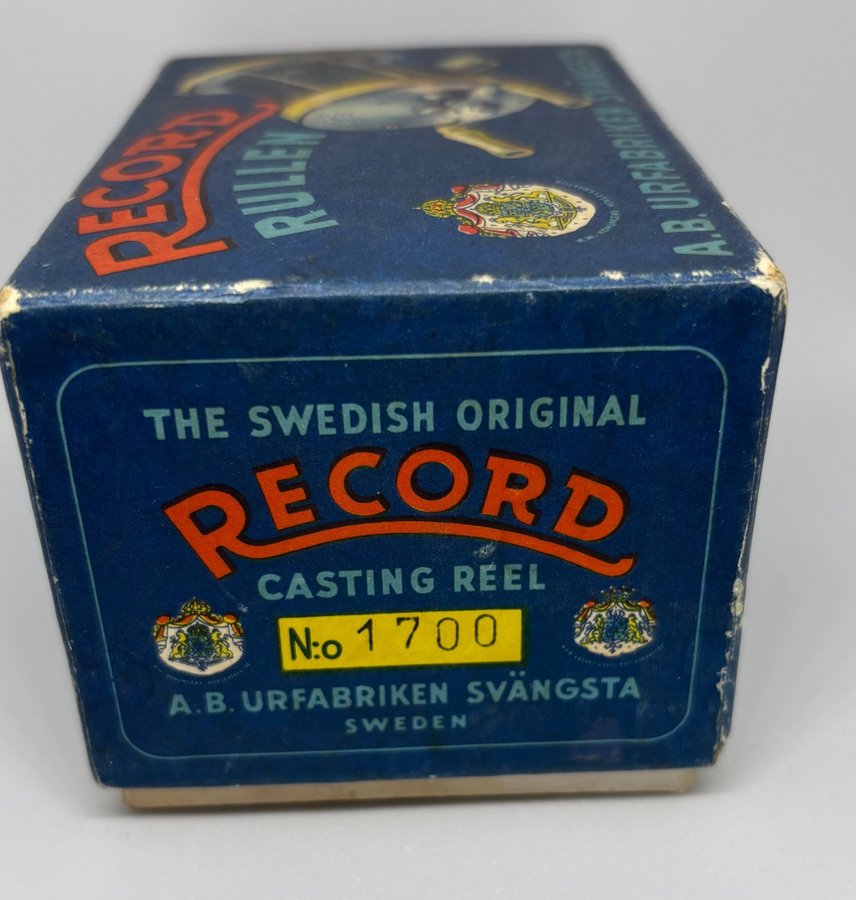 RECORD
RULLEN
A.B. URFABRIKEN SVÄNGSTA
THE SWEDISH ORIGINAL
RECORD
CASTING REEL
N:o 1700
A.B. URFABRIKEN SVÄNGSTA
SWEDEN